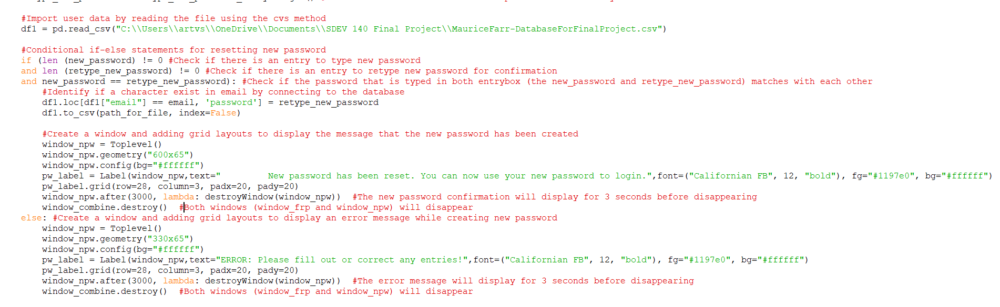 #Import user data by reading the file using the cvs method
df1 = pd.read_csv("C:\\Users\\artvs\\OneDrive\\Documents\\SDEV 140 Final Project\\MauriceFarr-DatabaseForFinalProject.csv")
#Conditional if-else statements for resetting new password
if (len (new_password) != 0 #Check if there is an entry to type new password
and len (retype_new_password) != 0 #Check if there is an entry to retype new password for confirmation
and new_password == retype_new_password): #Check if the password that is typed in both entrybox (the new_password and retype_new_password) matches with each other
    #Identify if a character exist in email by connecting to the database
    df1.loc[df1["email"] == email, 'password'] = retype_new_password
    df1.to_csv(path_for_file, index=False)
    #Create a window and adding grid layouts to display the message that the new password has been created
    window_npw = Toplevel()
    window_npw.geometry("600x65")
    window_npw.config(bg="#ffffff")
    pw_label = Label(window_npw,text="         New password has been reset. You can now use your new password to login.",font=("Californian FB", 12, "bold"), fg="#1197e0", bg="#ffffff")
    pw_label.grid(row=28, column=3, padx=20, pady=20)
    window_npw.after(3000, lambda: destroyWindow(window_npw))  #The new password confirmation will display for 3 seconds before disappearing
    window_combine.destroy()  #Both windows (window_frp and window_npw) will disappear
else: #Create a window and adding grid layouts to display an error message while creating new password
    window_npw = Toplevel()
    window_npw.geometry("330x65")
    window_npw.config(bg="#ffffff")
    pw_label = Label(window_npw,text="ERROR: Please fill out or correct any entries!",font=("Californian FB", 12, "bold"), fg="#1197e0", bg="#ffffff")
    pw_label.grid(row=28, column=3, padx=20, pady=20)
    window_npw.after(3000, lambda: destroyWindow(window_npw))  #The error message will display for 3 seconds before disappearing
    window_combine.destroy()  #Both windows (window_frp and window_npw) will disappear